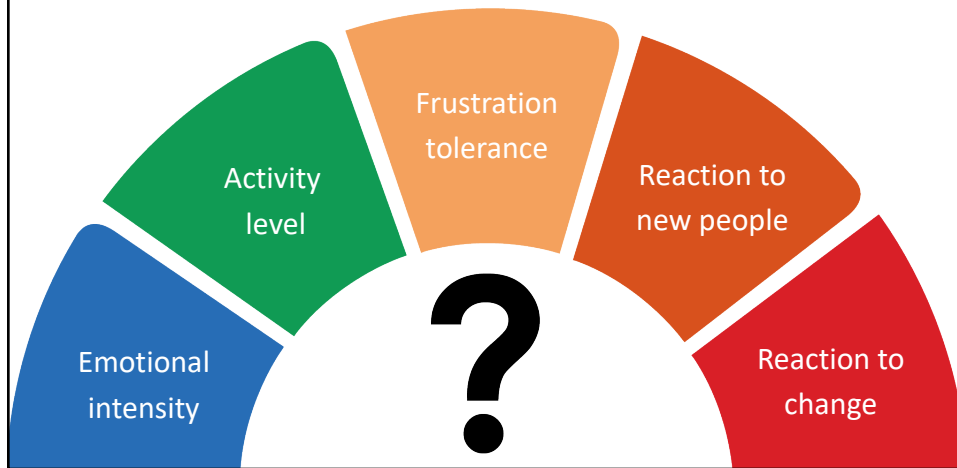 Emotional
intensity
Activity
level
Frustration
tolerance
Reaction to
new people
Reaction to
change
?